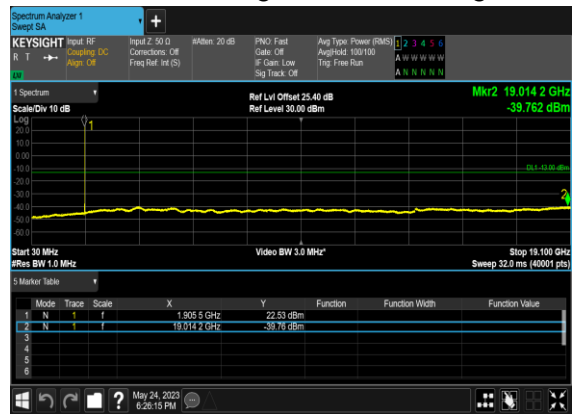 Spectrum Analyzer 1
Swept SA
+
KEYSIGHT Input: RF Input Z: 50 Ω #Atten: 20 dB PNO: Fast Avg Type: Power (RMS) 1 2 3 4 5 6
R T Coupling: DC Corrections: Off Gate: Off Avg|Hold: 100/100 A W W W W W
Align: Off Freq Ref: Int (S) IF Gain: Low Trig: Free Run
Sig Track: Off A N N N N N
1 Spectrum Ref Lvl Offset 25.40 dB Mkr2 19.014 2 GHz
Scale/Div 10 dB Ref Level 30.00 dBm -39.762 dBm
Log
1
20.0
10.0
0.00
-10.0 DL1 -13.00 dBm
-20.0
-30.0 2
-40.0
-50.0
-60.0
Start 30 MHz Video BW 3.0 MHz* Stop 19.100 GHz
#Res BW 1.0 MHz Sweep 32.0 ms (40001 pts)
5 Marker Table
Mode Trace Scale X Y Function Function Width Function Value
1 N 1 f 1.905 5 GHz 22.53 dBm
2 N 1 f 19.014 2 GHz -39.76 dBm
3
4
5
6
? May 24, 2023
6:26:15 PM